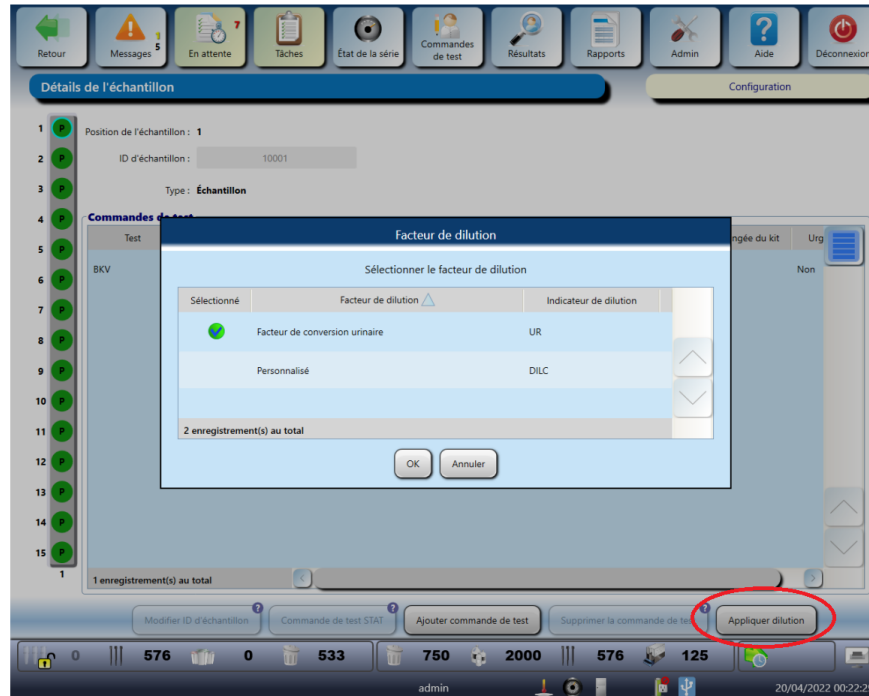 Retour
Messages
1
5
En attente
7
Tâches
État de la série
Commandes
de test
Résultats
Rapports
Admin
Aide
Déconnexion
Détails de l'échantillon
Configuration
1 P
Position de l'échantillon : 1
2 P
ID d'échantillon : 10001
3 P
Type : Échantillon
4 P
Commandes de test
Test
ngée du kit
Urg
5 P
BKV
Non
6 P
7 P
8 P
9 P
10 P
11 P
12 P
13 P
14 P
15 P
1
Facteur de dilution
Sélectionner le facteur de dilution
Sélectionné Facteur de dilution Indicateur de dilution
Facteur de conversion urinaire UR
Personnalisé DILC
2 enregistrement(s) au total
OK Annuler
1 enregistrement(s) au total
Modifier ID d'échantillon ?
Commande de test STAT ?
Ajouter commande de test
Supprimer la commande de te ?
Appliquer dilution
0 576 0 533 750 2000 576 125
admin
20/04/2022 00:22:2